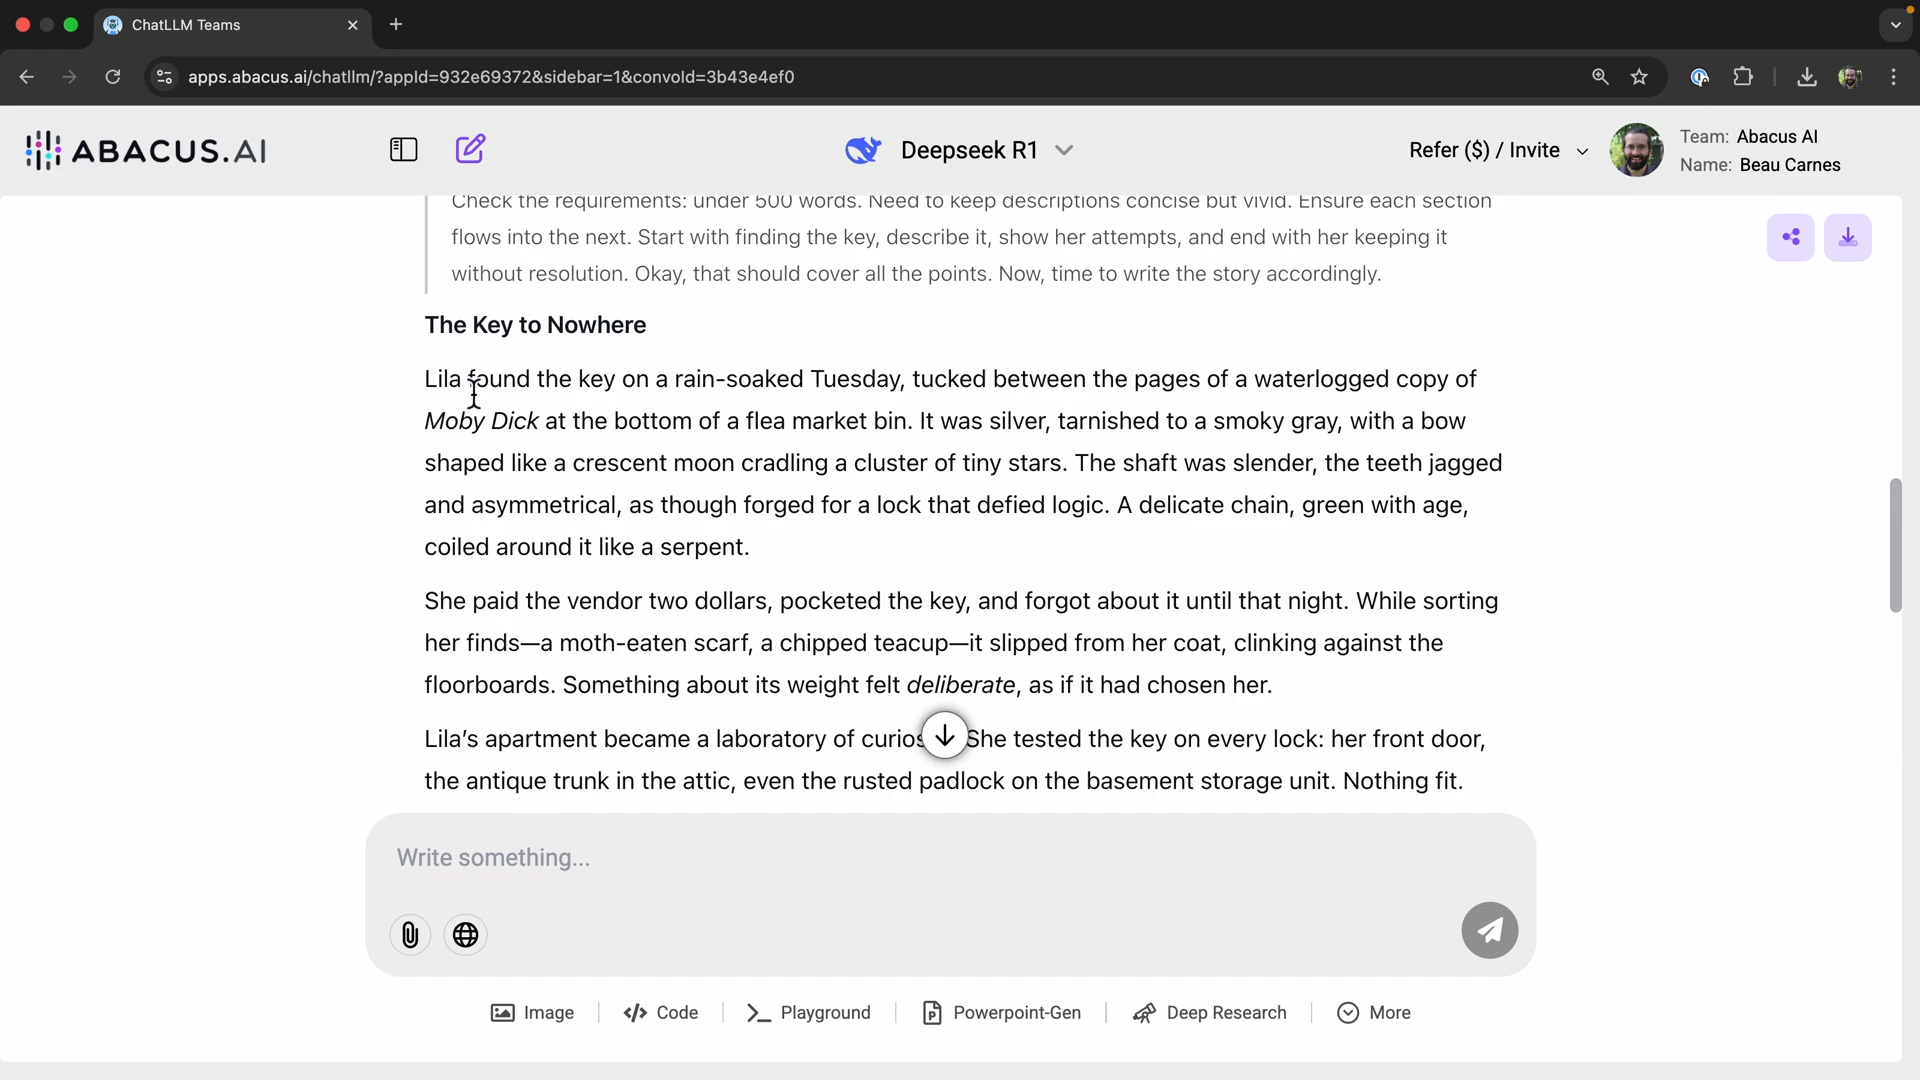 ChatLLM Teams
apps.abacus.ai/chatllm/?appId=932e69372&sidebar=1&convoId=3b43e4ef0
ABACUS.AI
Deepseek R1
Refer ($) / Invite
Team: Abacus AI
Name: Beau Carnes
Check the requirements: under 500 words. Need to keep descriptions concise but vivid. Ensure each section
flows into the next. Start with finding the key, describe it, show her attempts, and end with her keeping it
without resolution. Okay, that should cover all the points. Now, time to write the story accordingly.
The Key to Nowhere
Lila found the key on a rain-soaked Tuesday, tucked between the pages of a waterlogged copy of
Moby Dick at the bottom of a flea market bin. It was silver, tarnished to a smoky gray, with a bow
shaped like a crescent moon cradling a cluster of tiny stars. The shaft was slender, the teeth jagged
and asymmetrical, as though forged for a lock that defied logic. A delicate chain, green with age,
coiled around it like a serpent.
She paid the vendor two dollars, pocketed the key, and forgot about it until that night. While sorting
her finds—a moth-eaten scarf, a chipped teacup—it slipped from her coat, clinking against the
floorboards. Something about its weight felt deliberate, as if it had chosen her.
Lila’s apartment became a laboratory of She tested the key on every lock: her front door,
the antique trunk in the attic, even the rusted padlock on the basement storage unit. Nothing fit.
Write something...
Image
Code
Playground
Powerpoint-Gen
Deep Research
More